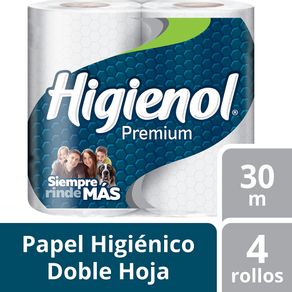 Higienol®
Premium
Siempre
rinde MÁS
30
m
Papel Higiénico
Doble Hoja
4
rollos